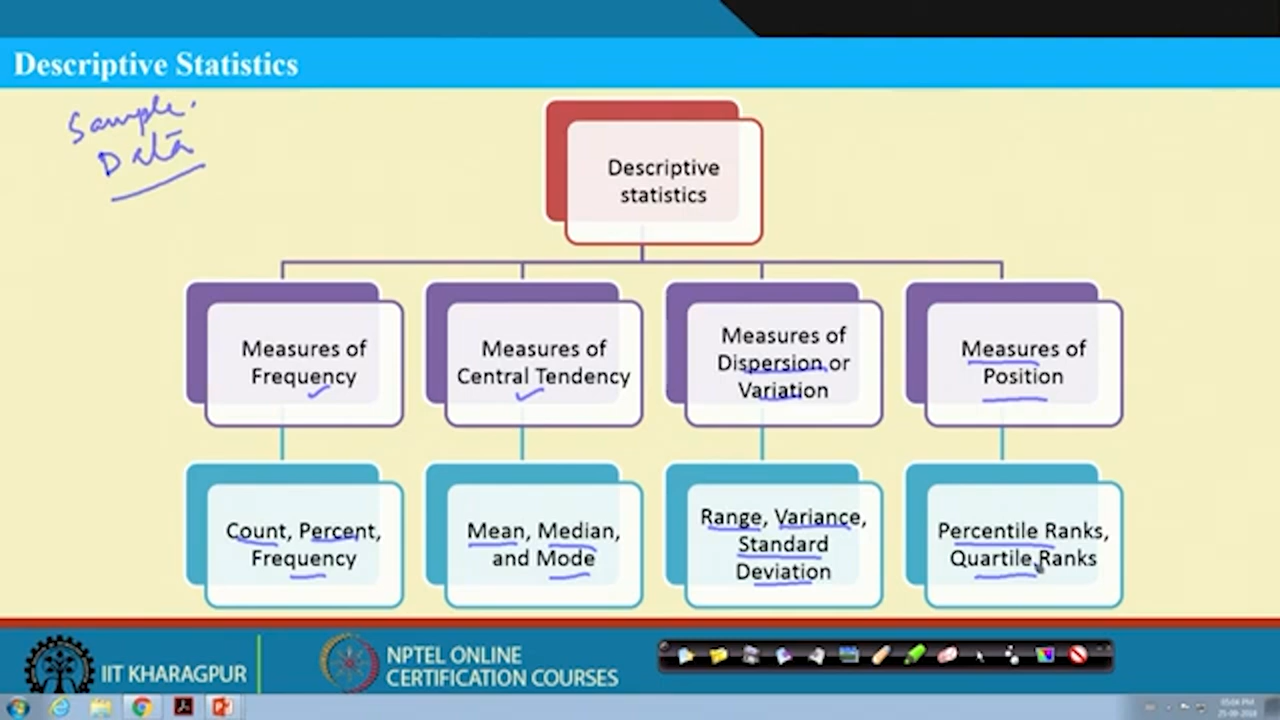 Descriptive Statistics
Sample
Data
Descriptive
statistics
Measures of
Frequency
Measures of
Central Tendency
Measures of
Dispersion or
Variation
Measures of
Position
Count, Percent,
Frequency
Mean, Median,
and Mode
Range, Variance,
Standard
Deviation
Percentile Ranks,
Quartile Ranks
IIT KHARAGPUR
NPTEL ONLINE
CERTIFICATION COURSES